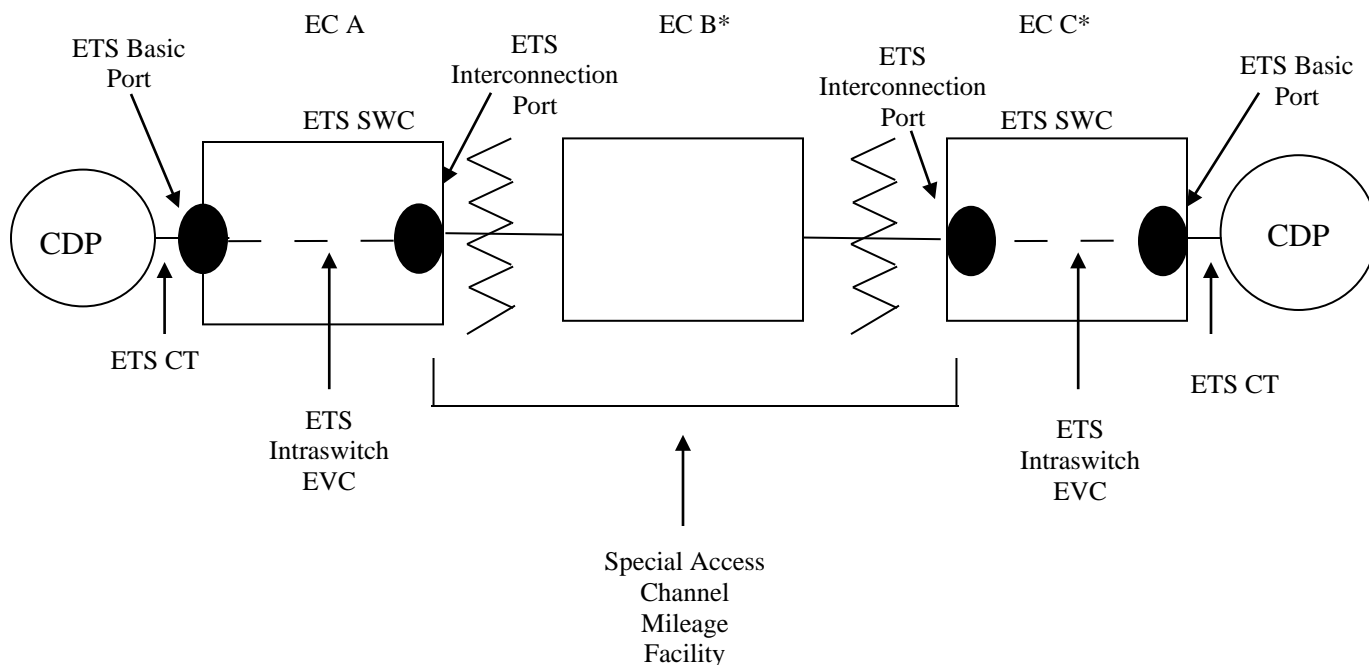 EC A
EC B*
EC C*
ETS Basic
Port
ETS
Interconnection
Port
ETS
Interconnection
Port
ETS Basic
Port
ETS SWC
ETS SWC
CDP
CDP
ETS CT
ETS CT
ETS
Intraswitch
EVC
ETS
Intraswitch
EVC
Special Access
Channel
Mileage
Facility